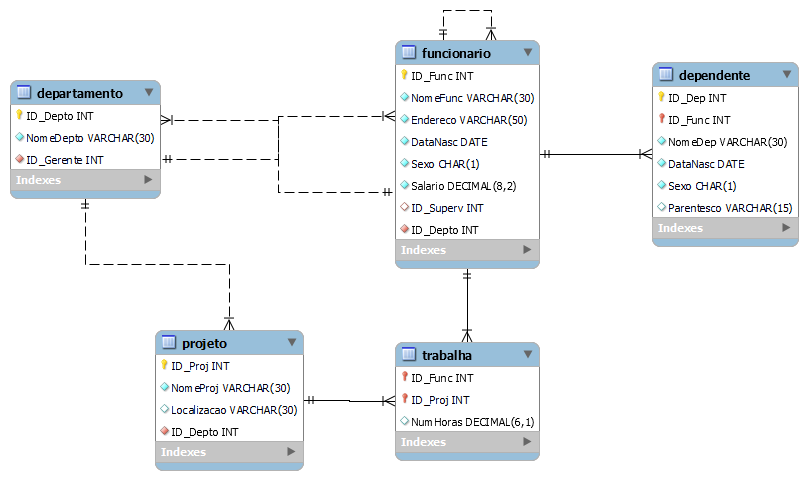 departamento
ID_Depto INT
NomeDepto VARCHAR(30)
ID_Gerente INT
Indexes
funcionario
ID_Func INT
NomeFunc VARCHAR(30)
Endereco VARCHAR(50)
DataNasc DATE
Sexo CHAR(1)
Salario DECIMAL(8,2)
ID_Superv INT
ID_Depto INT
Indexes
dependente
ID_Dep INT
ID_Func INT
NomeDep VARCHAR(30)
DataNasc DATE
Sexo CHAR(1)
Parentesco VARCHAR(15)
Indexes
projeto
ID_Proj INT
NomeProj VARCHAR(30)
Localizacao VARCHAR(30)
ID_Depto INT
Indexes
trabalha
ID_Func INT
ID_Proj INT
NumHoras DECIMAL(6,1)
Indexes